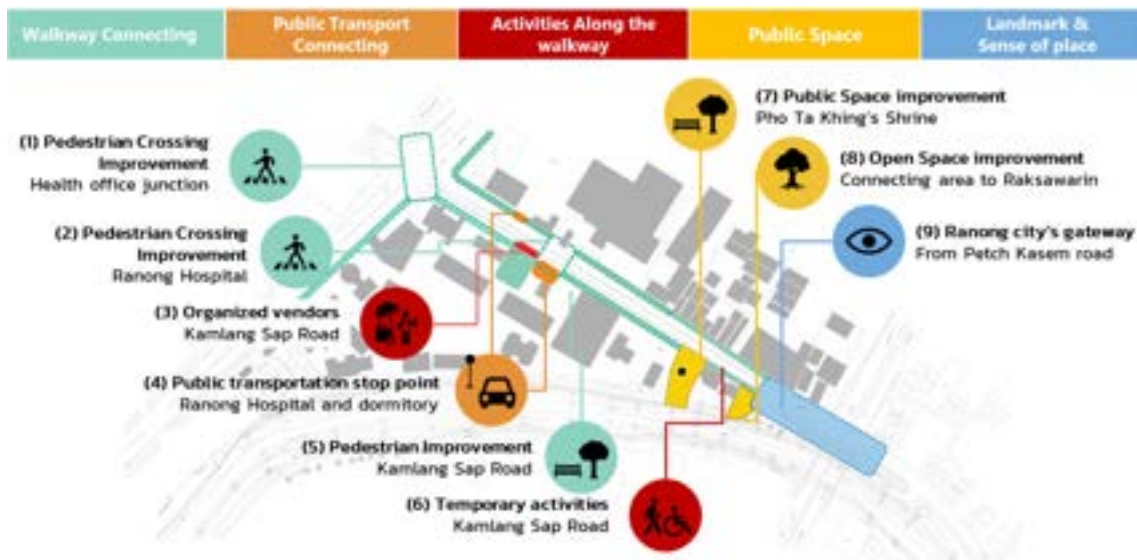 Walkway Connecting
Public Transport
Connecting
Activities Along the
walkway
Public Space
Landmark &
Sense of place
(1) Pedestrian Crossing
Improvement
Health office junction
(2) Pedestrian Crossing
Improvement
Ranong Hospital
(3) Organized vendors
Kamlang Sap Road
(4) Public transportation stop point
Ranong Hospital and dormitory
(5) Pedestrian Improvement
Kamlang Sap Road
(6) Temporary activities
Kamlang Sap Road
(7) Public Space improvement
Pho Ta Khing's Shrine
(8) Open Space improvement
Connecting area to Raksawarin
(9) Ranong city's gateway
From Petch Kasem road